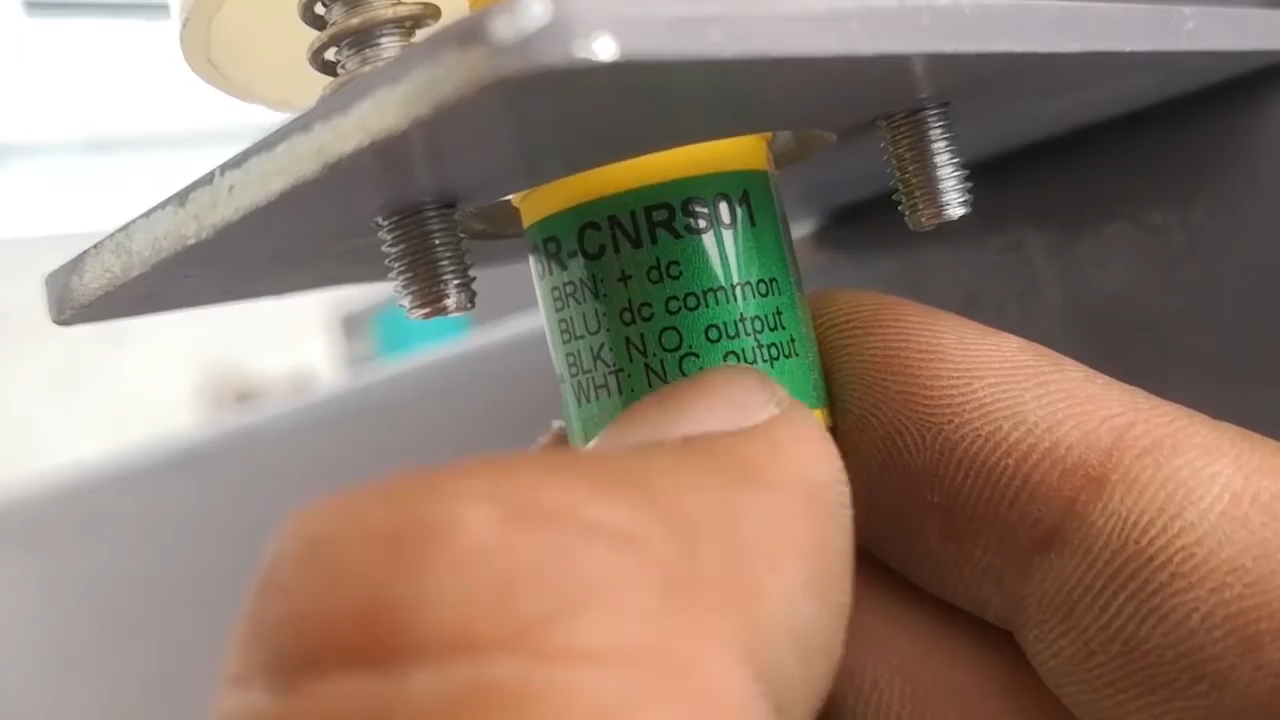 R-CNRS01
BRN: + dc
BLU: dc common
BLK: N.O. output
WHT: N.C. output